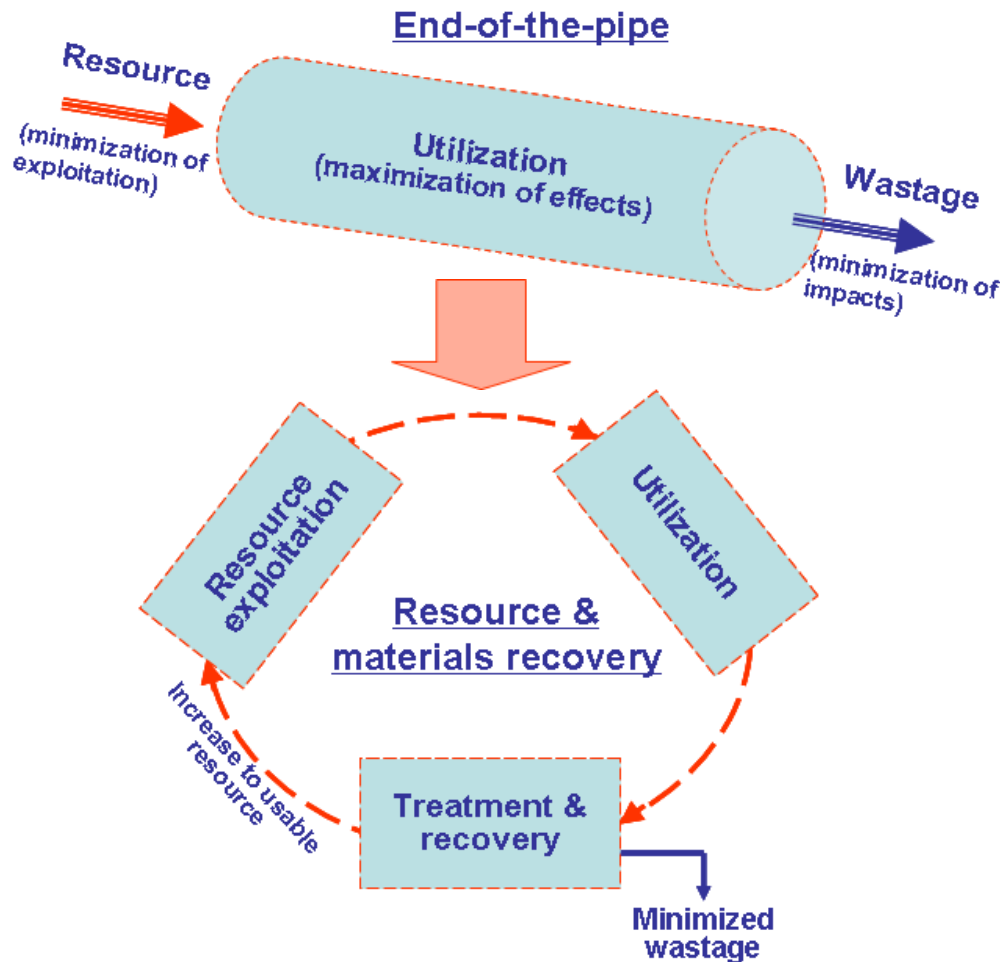 End-of-the-pipe
Resource
(minimization of
exploitation)
Utilization
(maximization of effects)
Wastage
(minimization of
impacts)
Resource
exploitation
Utilization
Resource &
materials recovery
Increase to usable
resource
Treatment &
recovery
Minimized
wastage